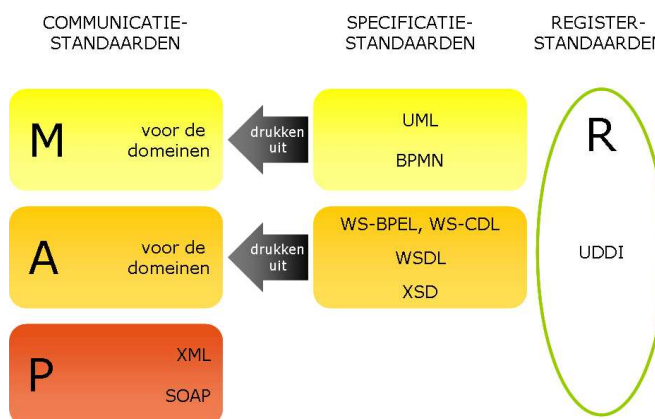 COMMUNICATIE-
STANDAARDEN
SPECIFICATIE-
STANDAARDEN
REGISTER-
STANDAARDEN
M
voor de
domeinen
drukken
uit
UML
BPMN
R
A
voor de
domeinen
drukken
uit
WS-BPEL, WS-CDL
WSDL
XSD
UDDI
P
XML
SOAP